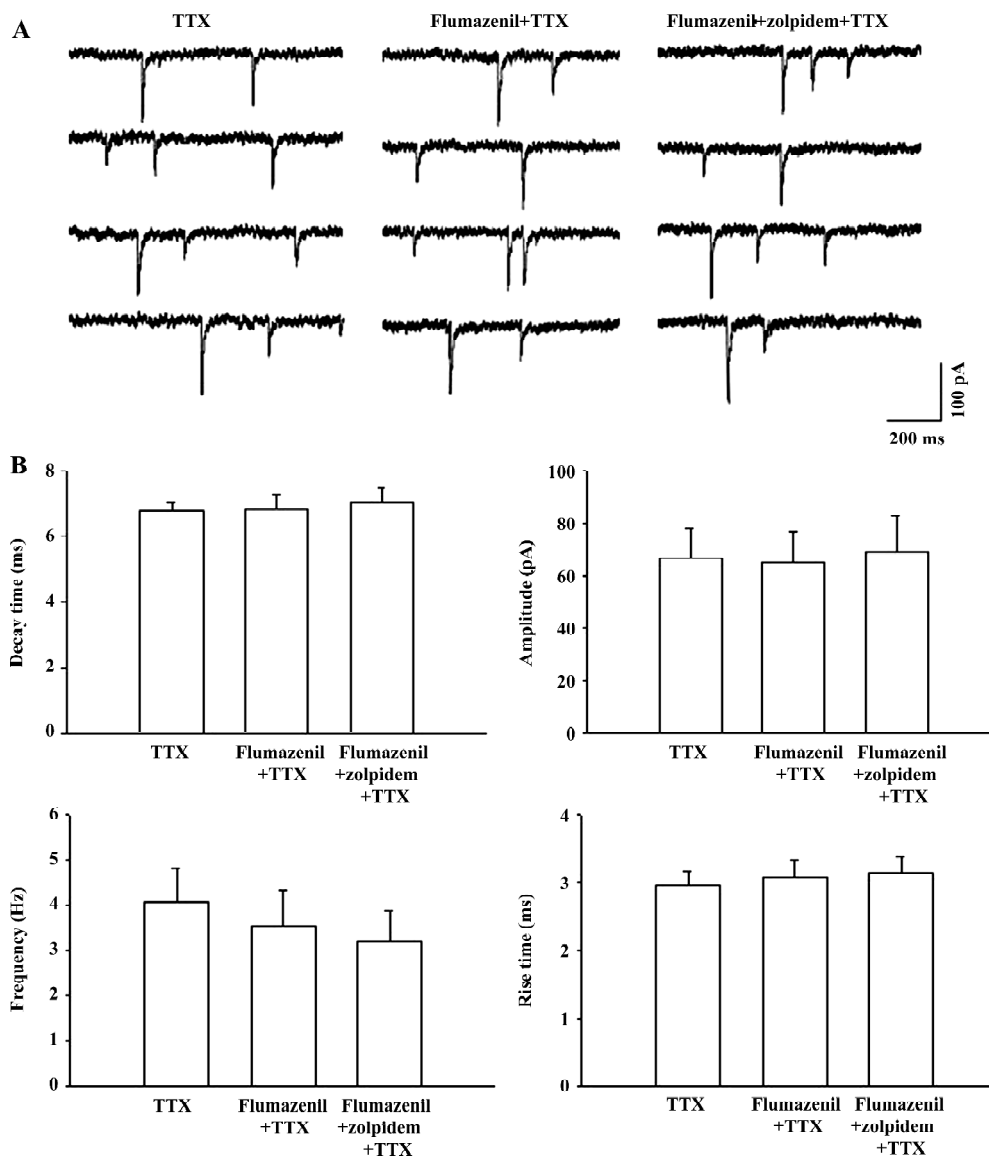 A
TTX
Flumazenil+TTX
Flumazenil+zolpidem+TTX
100 pA
200 ms
B
8
6
4
2
0
Decay time (ms)
TTX
Flumazenil
+TTX
Flumazenil
+zolpidem
+TTX
100
80
60
40
20
0
Amplitude (pA)
TTX
Flumazenil
+TTX
Flumazenil
+zolpidem
+TTX
6
5
4
3
2
1
0
Frequency (Hz)
TTX
Flumazenil
+TTX
Flumazenil
+zolpidem
+TTX
4
3
2
1
0
Rise time (ms)
TTX
Flumazenil
+TTX
Flumazenil
+zolpidem
+TTX